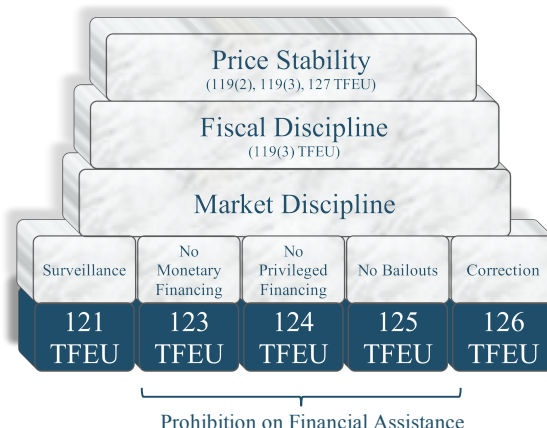 Price Stability
(119(2), 119(3), 127 TFEU)
Fiscal Discipline
(119(3) TFEU)
Market Discipline
Surveillance
No
Monetary
Financing
No
Privileged
Financing
No Bailouts
Correction
121
TFEU
123
TFEU
124
TFEU
125
TFEU
126
TFEU
Prohibition on Financial Assistance